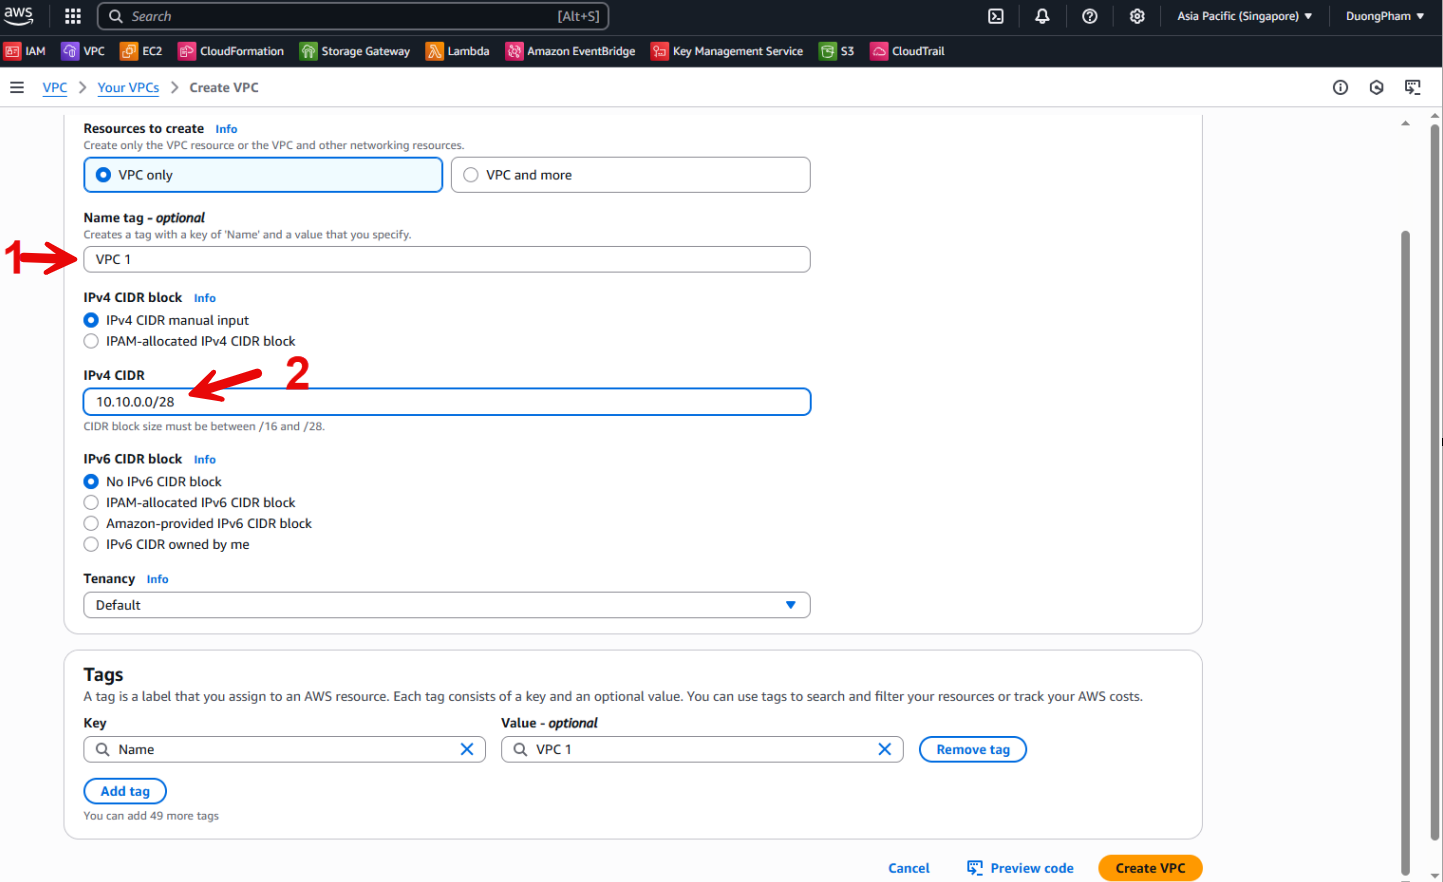 aws
Search
[Alt+S]
Asia Pacific (Singapore)
DuongPham
IAM
VPC
EC2
CloudFormation
Storage Gateway
Lambda
Amazon EventBridge
Key Management Service
S3
CloudTrail
VPC
Your VPCs
Create VPC
Resources to create Info
Create only the VPC resource or the VPC and other networking resources.
VPC only
VPC and more
Name tag - optional
Creates a tag with a key of 'Name' and a value that you specify.
1
VPC 1
IPv4 CIDR block Info
IPv4 CIDR manual input
IPAM-allocated IPv4 CIDR block
IPv4 CIDR
2
10.10.0.0/28
CIDR block size must be between /16 and /28.
IPv6 CIDR block Info
No IPv6 CIDR block
IPAM-allocated IPv6 CIDR block
Amazon-provided IPv6 CIDR block
IPv6 CIDR owned by me
Tenancy Info
Default
Tags
A tag is a label that you assign to an AWS resource. Each tag consists of a key and an optional value. You can use tags to search and filter your resources or track your AWS costs.
Key
Value - optional
Name
VPC 1
Remove tag
Add tag
You can add 49 more tags
Cancel
Preview code
Create VPC